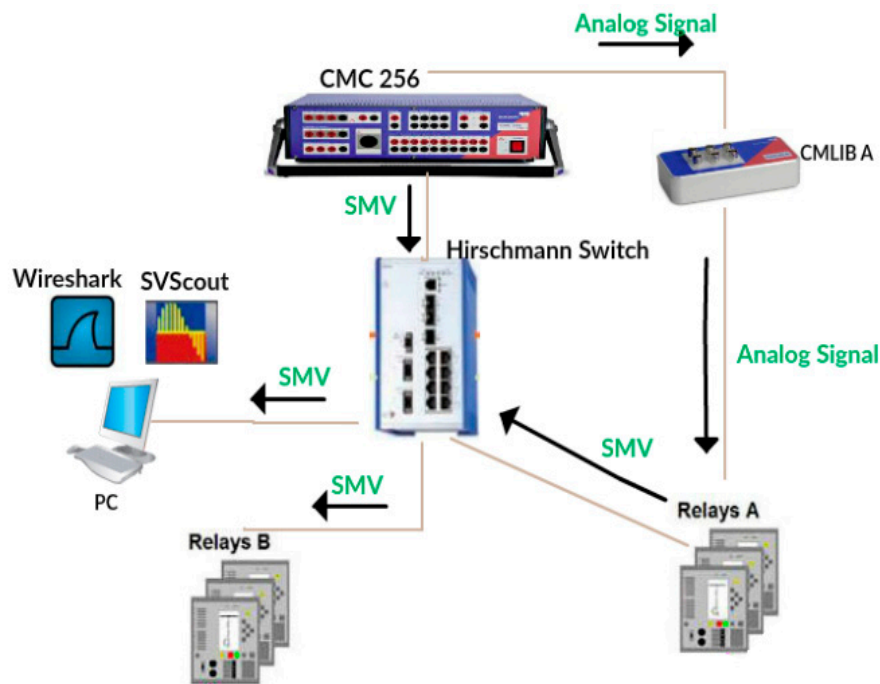 Analog Signal
CMC 256
CMLIB A
SMV
Hirschmann Switch
Wireshark SVScout
Analog Signal
SMV
SMV
PC
SMV
Relays A
Relays B